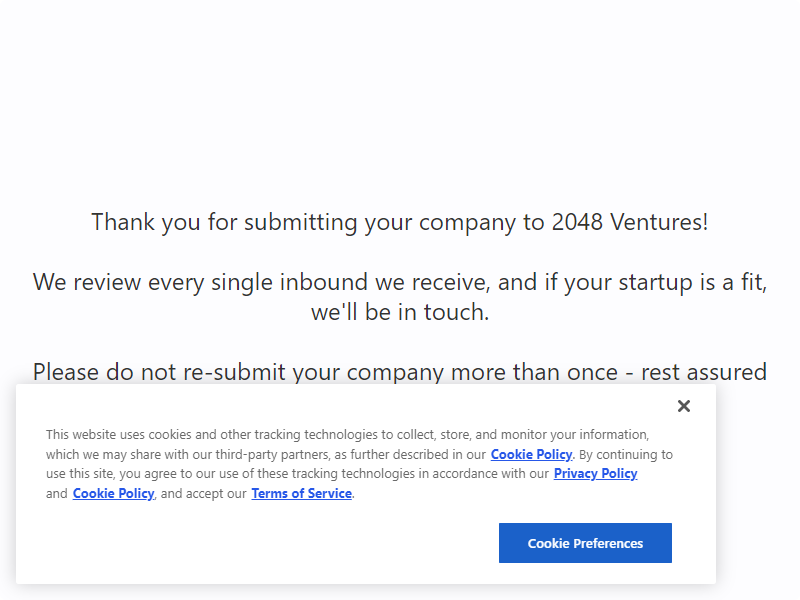 Thank you for submitting your company to 2048 Ventures!
We review every single inbound we receive, and if your startup is a fit,
we'll be in touch.
Please do not re-submit your company more than once - rest assured
This website uses cookies and other tracking technologies to collect, store, and monitor your information,
which we may share with our third-party partners, as further described in our Cookie Policy. By continuing to
use this site, you agree to our use of these tracking technologies in accordance with our Privacy Policy
and Cookie Policy, and accept our Terms of Service.
Cookie Preferences